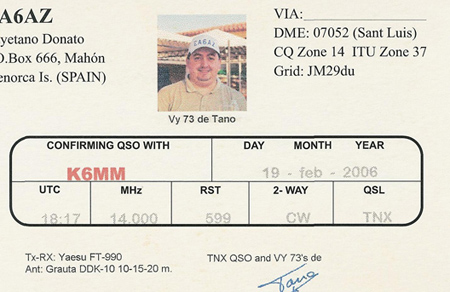 A6AZ
yetano Donato
O.Box 666, Mahón
enorca Is. (SPAIN)
Vy 73 de Tano
VIA:
DME: 07052 (Sant Luis)
CQ Zone 14 ITU Zone 37
Grid: JM29du
CONFIRMING QSO WITH DAY MONTH YEAR
K6MM 19 - feb - 2006
UTC MHz RST 2- WAY QSL
18:17 14.000 599 CW TNX
Tx-RX: Yaesu FT-990
Ant: Grauta DDK-10 10-15-20 m.
TNX QSO and VY 73's de
Tano